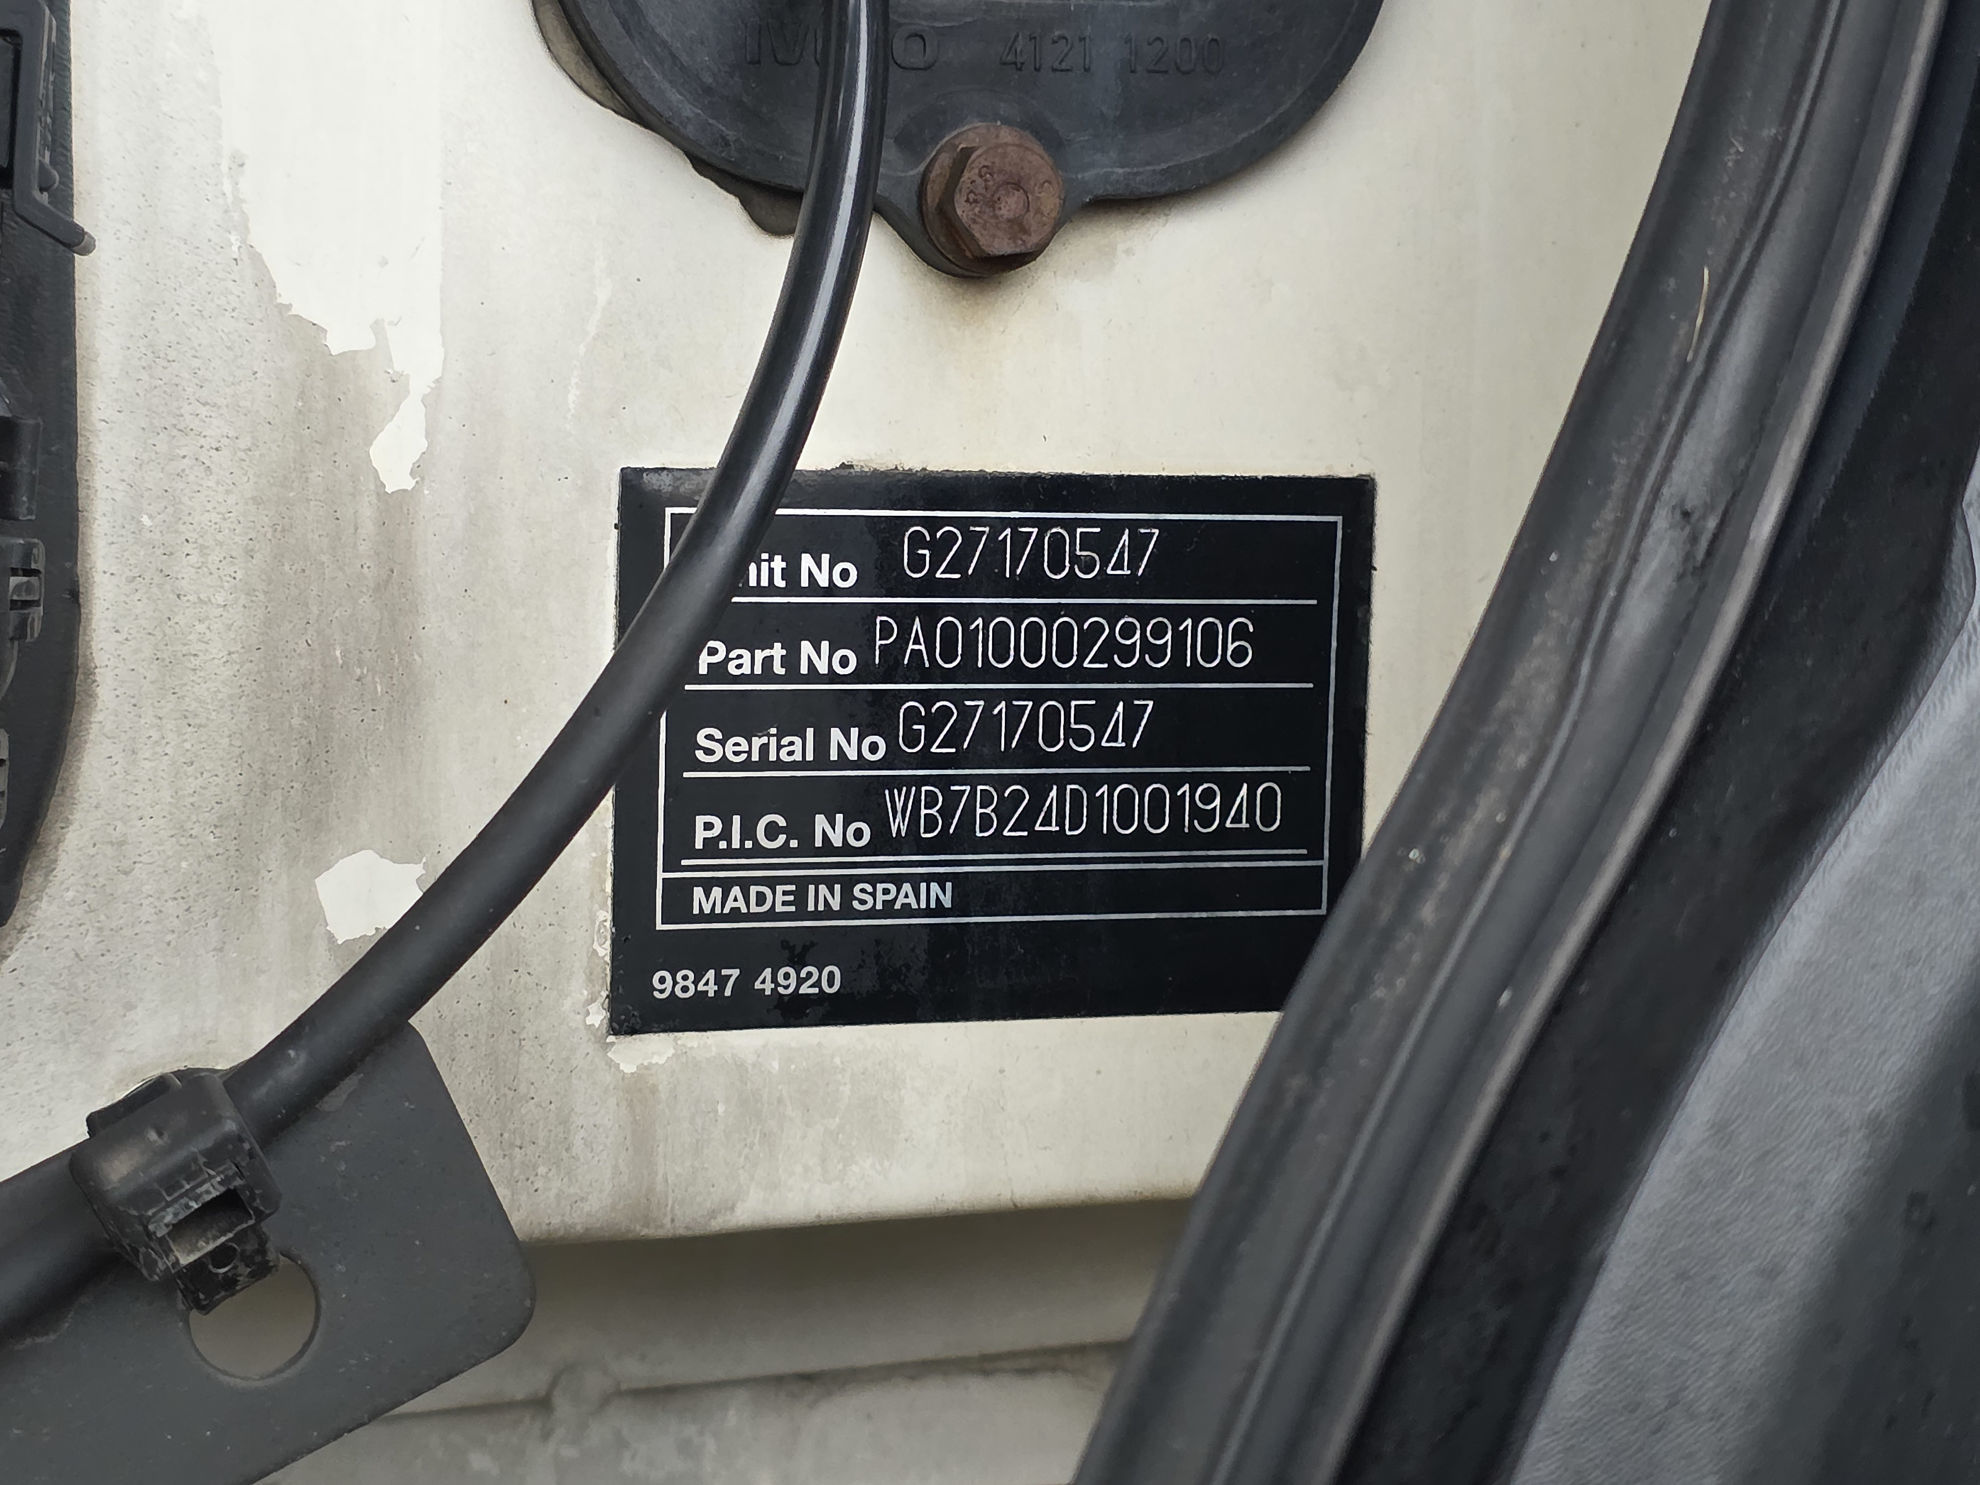 4121 1200
nit No G27170547
Part No PA01000299106
Serial No G27170547
P.I.C. No WB7B24D1001940
MADE IN SPAIN
9847 4920